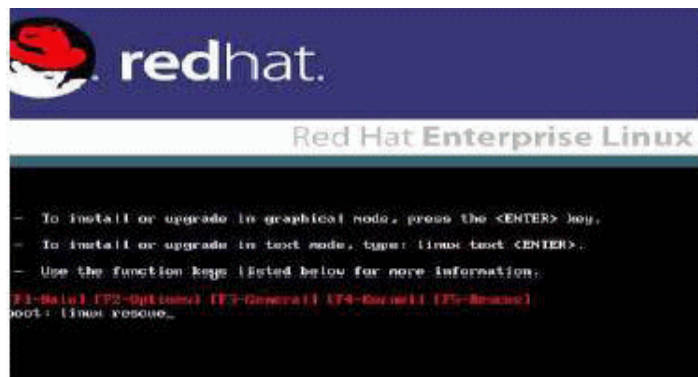 redhat.
Red Hat Enterprise Linux
- To install or upgrade in graphical mode, press the <ENTER> key.
- To install or upgrade in text mode, type: linux text <ENTER>.
- Use the function keys listed below for more information.
[F1-Main] [F2-Options] [F3-General] [F4-Kernel] [F5-Rescue]
boot: linux rescue_